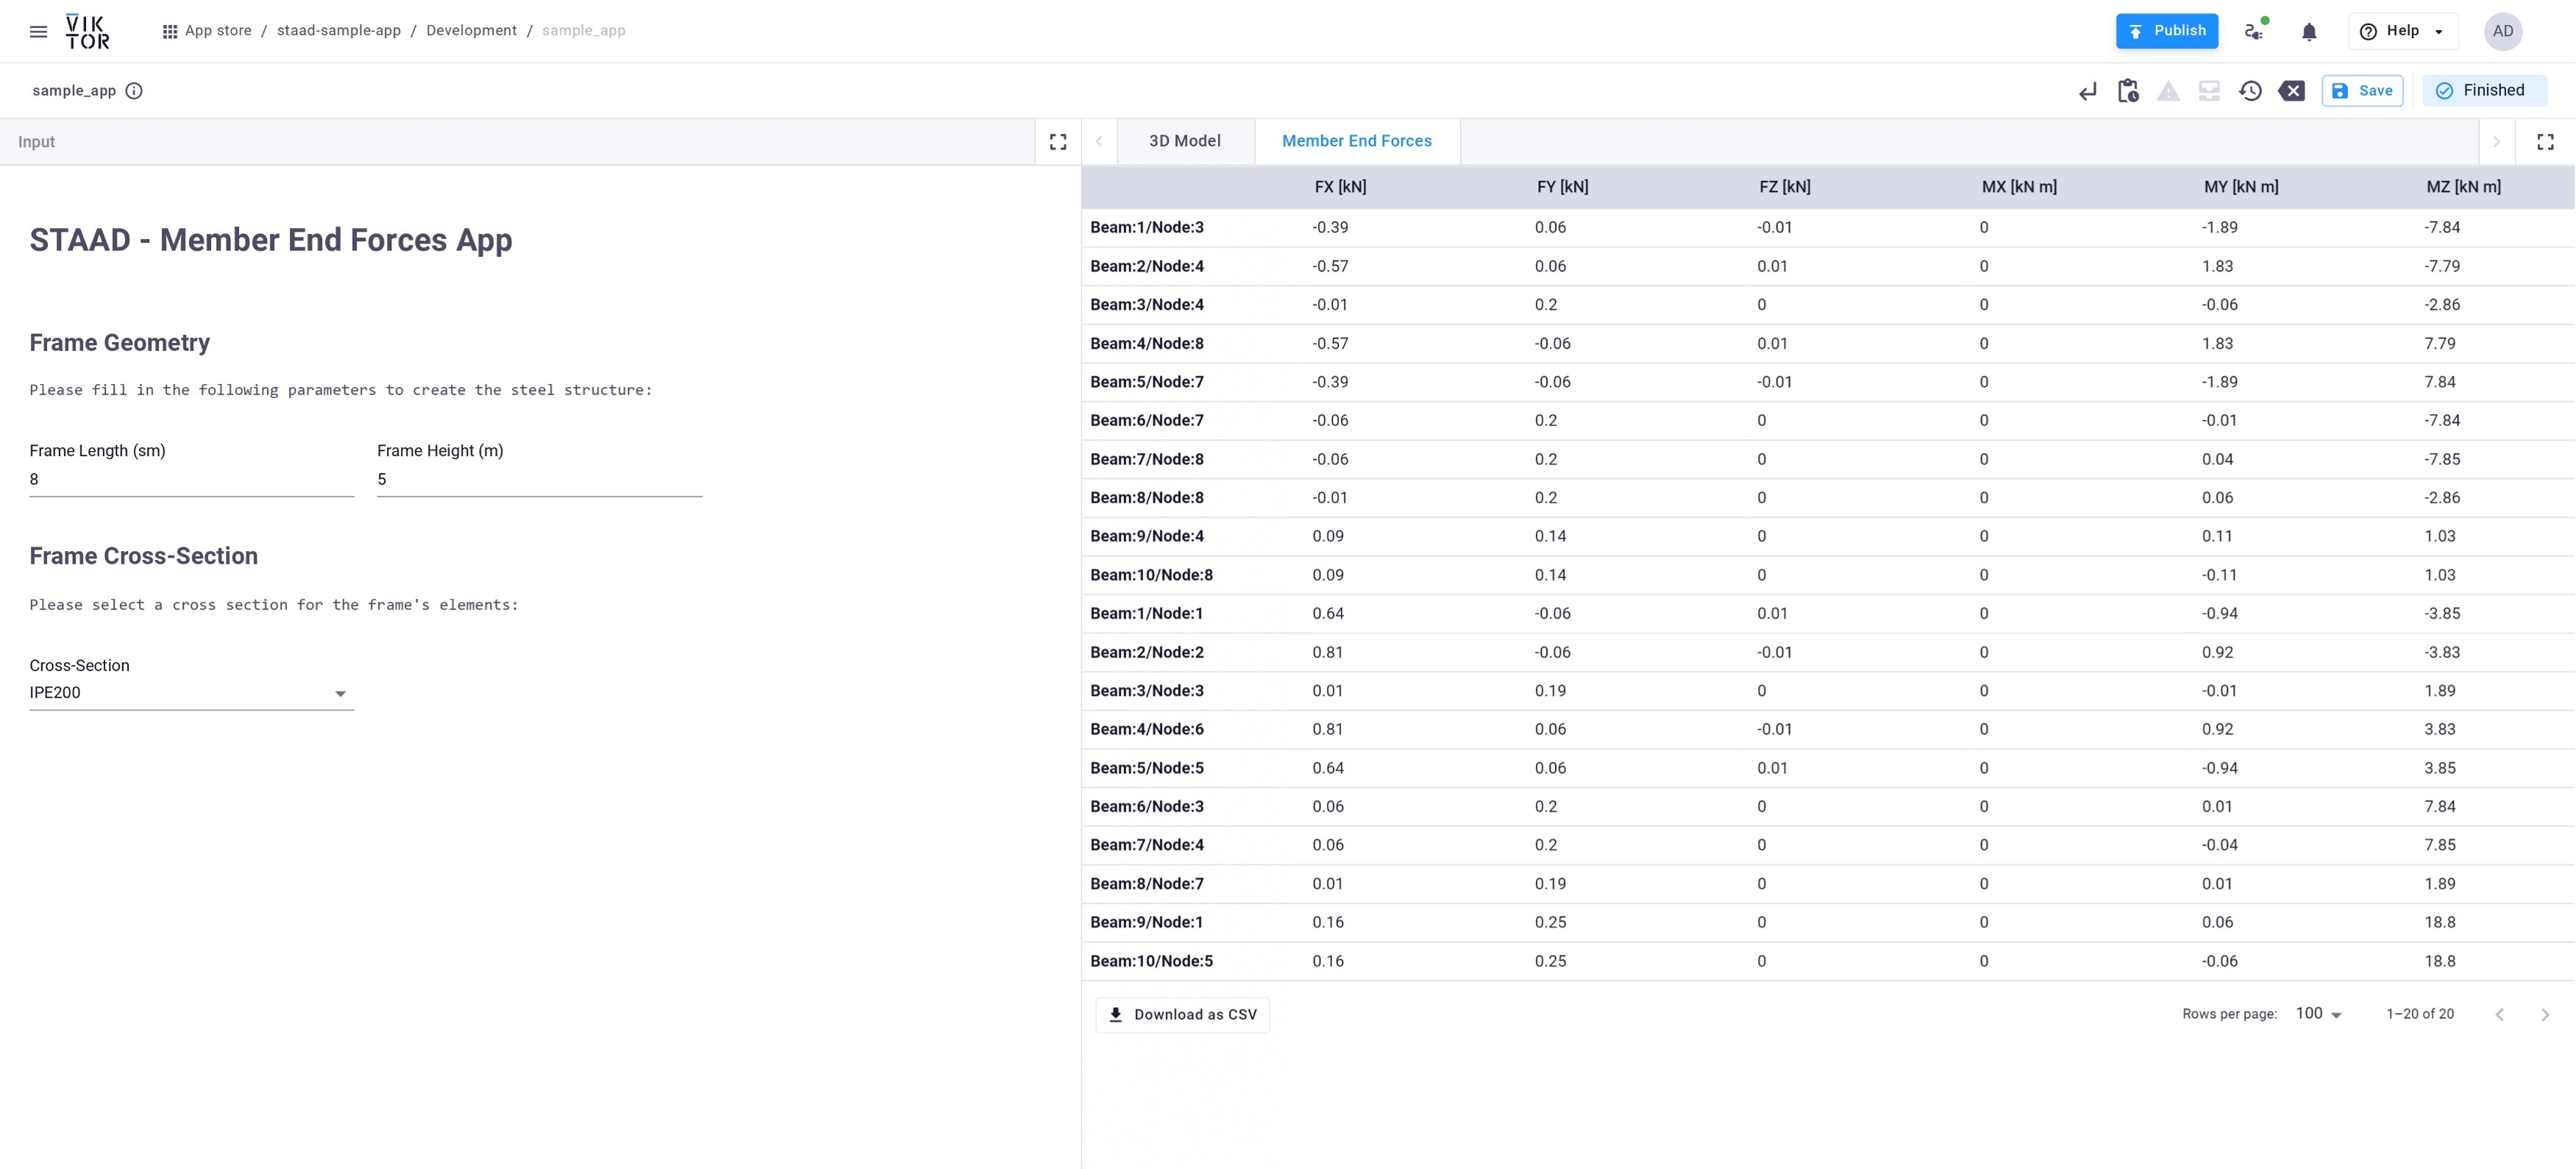 VIKTOR
App store / staad-sample-app / Development / sample_app
Publish
Help
AD
sample_app
Save
Finished
Input
3D Model
Member End Forces
STAAD - Member End Forces App
Frame Geometry
Please fill in the following parameters to create the steel structure:
Frame Length (sm) Frame Height (m)
8 5
Frame Cross-Section
Please select a cross section for the frame's elements:
Cross-Section
IPE200
FX [kN] FY [kN] FZ [kN] MX [kN m] MY [kN m] MZ [kN m]
Beam:1/Node:3 -0.39 0.06 -0.01 0 -1.89 -7.84
Beam:2/Node:4 -0.57 0.06 0.01 0 1.83 -7.79
Beam:3/Node:4 -0.01 0.2 0 0 -0.06 -2.86
Beam:4/Node:8 -0.57 -0.06 0.01 0 1.83 7.79
Beam:5/Node:7 -0.39 -0.06 -0.01 0 -1.89 7.84
Beam:6/Node:7 -0.06 0.2 0 0 -0.01 -7.84
Beam:7/Node:8 -0.06 0.2 0 0 0.04 -7.85
Beam:8/Node:8 -0.01 0.2 0 0 0.06 -2.86
Beam:9/Node:4 0.09 0.14 0 0 0.11 1.03
Beam:10/Node:8 0.09 0.14 0 0 -0.11 1.03
Beam:1/Node:1 0.64 -0.06 0.01 0 -0.94 -3.85
Beam:2/Node:2 0.81 -0.06 -0.01 0 0.92 -3.83
Beam:3/Node:3 0.01 0.19 0 0 -0.01 1.89
Beam:4/Node:6 0.81 0.06 -0.01 0 0.92 3.83
Beam:5/Node:5 0.64 0.06 0.01 0 -0.94 3.85
Beam:6/Node:3 0.06 0.2 0 0 0.01 7.84
Beam:7/Node:4 0.06 0.2 0 0 -0.04 7.85
Beam:8/Node:7 0.01 0.19 0 0 0.01 1.89
Beam:9/Node:1 0.16 0.25 0 0 0.06 18.8
Beam:10/Node:5 0.16 0.25 0 0 -0.06 18.8
Download as CSV
Rows per page: 100 1–20 of 20